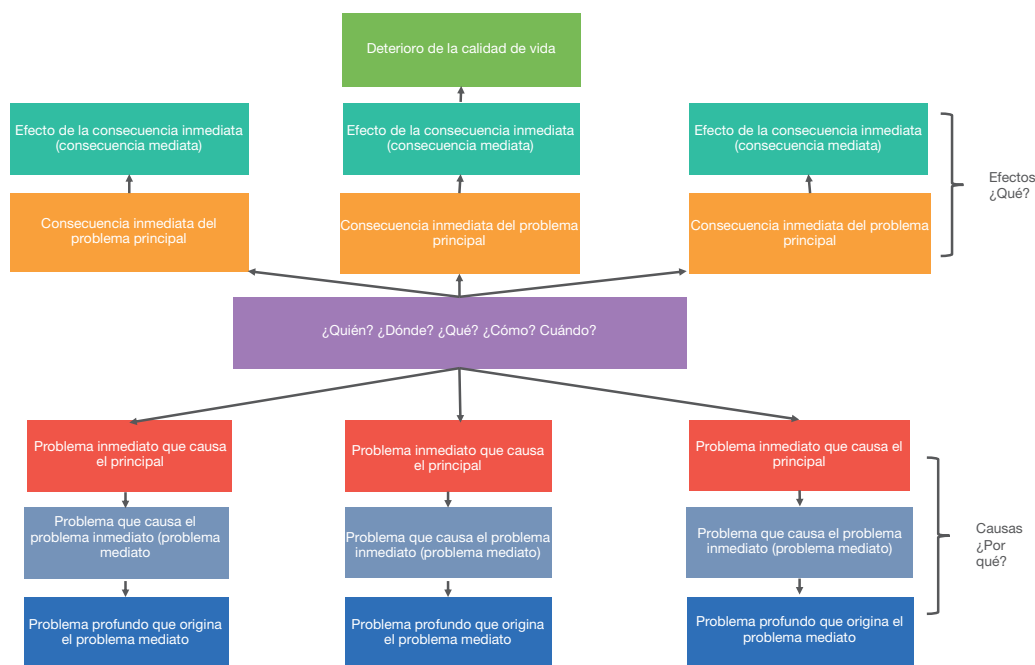 Deterioro de la calidad de vida
Efecto de la consecuencia inmediata
(consecuencia mediata)
Efecto de la consecuencia inmediata
(consecuencia mediata)
Efecto de la consecuencia inmediata
(consecuencia mediata)
Efectos
¿Qué?
Consecuencia inmediata del
problema principal
Consecuencia inmediata del problema
principal
Consecuencia inmediata del problema
principal
¿Quién? ¿Dónde? ¿Qué? ¿Cómo? Cuándo?
Problema inmediato que causa
el principal
Problema inmediato que causa
el principal
Problema inmediato que causa el
principal
Problema que causa el
problema inmediato (problema
mediato
Problema que causa el problema
inmediato (problema mediato)
Problema que causa el problema
inmediato (problema mediato)
Causas
¿Por
qué?
Problema profundo que origina
el problema mediato
Problema profundo que origina
el problema mediato
Problema profundo que origina el
problema mediato